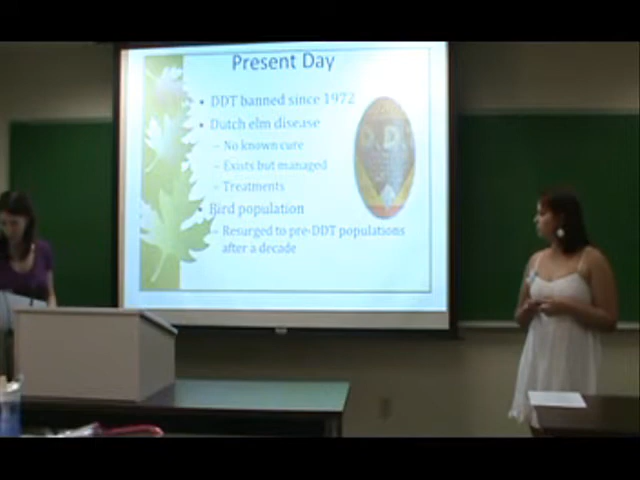 Present Day
• DDT banned since 1972
• Dutch elm disease
– No known cure
– Exists but managed
– Treatments
• Bird population
– Resurged to pre-DDT populations
after a decade
D.D.